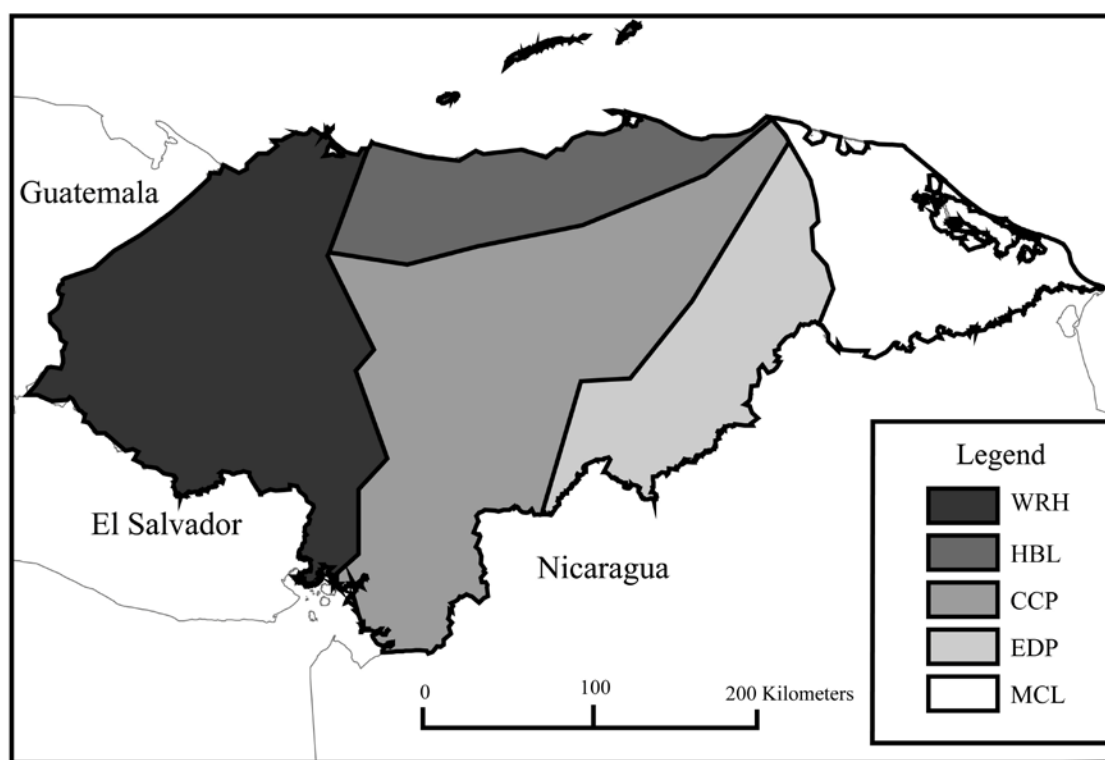 Guatemala
El Salvador
Nicaragua
0
100
200 Kilometers
Legend
WRH
HBL
CCP
EDP
MCL